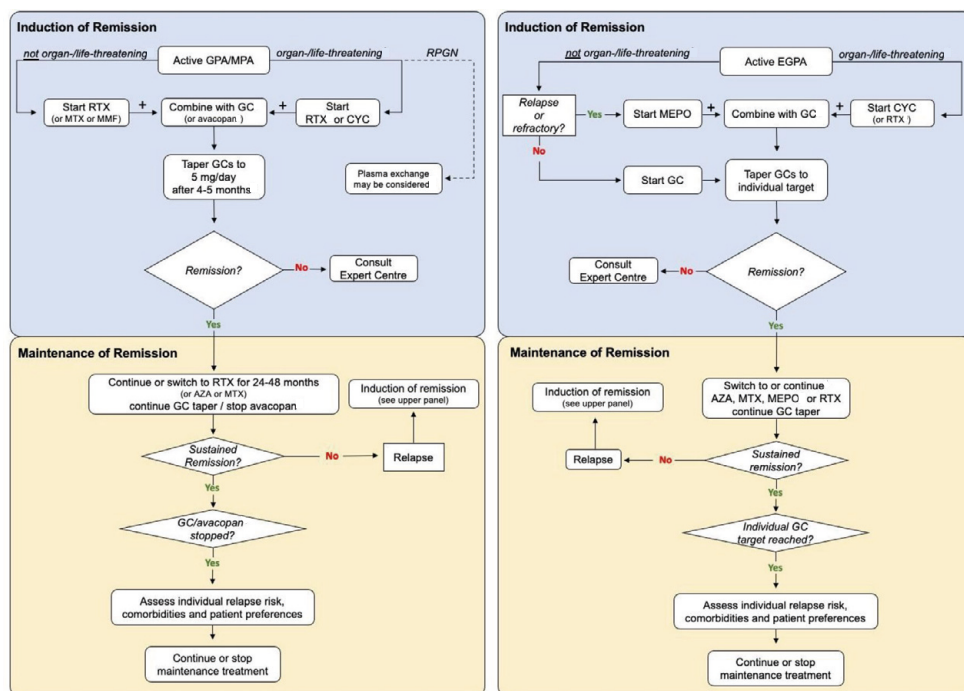 Induction of Remission
not organ-/life-threatening
organ-/life-threatening
RPGN
Active GPA/MPA
Start RTX
(or MTX or MMF)
+
Combine with GC
(or avacopan )
+
Start
RTX or CYC
Taper GCs to
5 mg/day
after 4-5 months
Plasma exchange
may be considered
Remission?
No
Consult
Expert Centre
Yes
Maintenance of Remission
Continue or switch to RTX for 24-48 months
(or AZA or MTX)
continue GC taper / stop avacopan
Induction of remission
(see upper panel)
Sustained
Remission?
No
Relapse
Yes
GC/avacopan
stopped?
Yes
Assess individual relapse risk,
comorbidities and patient preferences
Continue or stop
maintenance treatment
Induction of Remission
not organ-/life-threatening
organ-/life-threatening
Active EGPA
Relapse
or
refractory?
Yes
Start MEPO
+
Combine with GC
+
Start CYC
(or RTX )
No
Start GC
Taper GCs to
individual target
Consult
Expert Centre
No
Remission?
Yes
Maintenance of Remission
Induction of remission
(see upper panel)
Switch to or continue
AZA, MTX, MEPO or RTX
continue GC taper
Relapse
No
Sustained
remission?
Yes
Individual GC
target reached?
Yes
Assess individual relapse risk,
comorbidities and patient preferences
Continue or stop
maintenance treatment